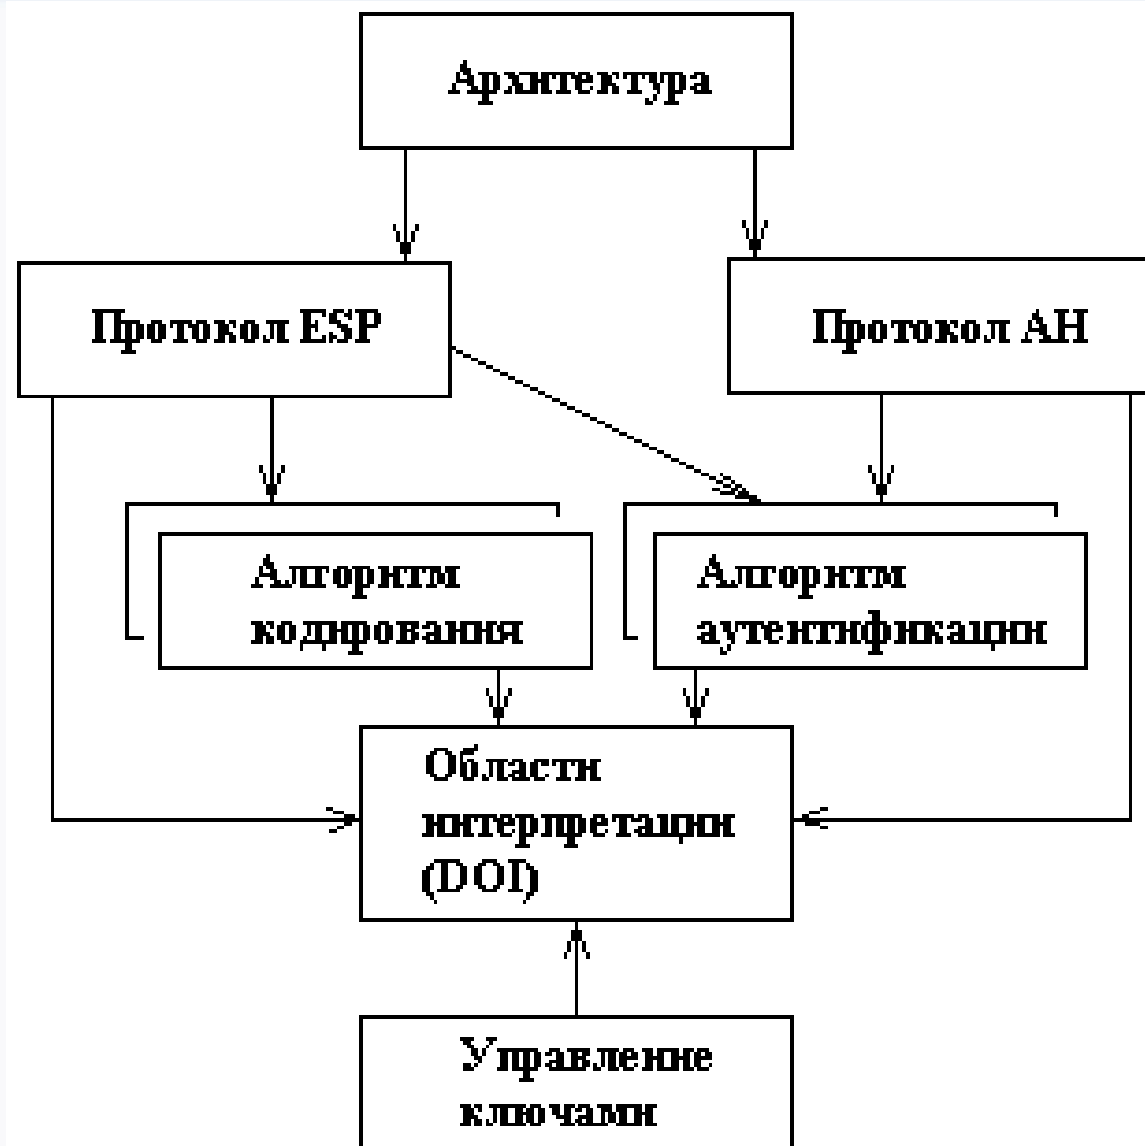 Архитектура
Протокол ESP
Протокол AH
Алгоритм
кодирования
Алгоритм
аутентификации
Области
интерпретации
(DOI)
Управление
ключами